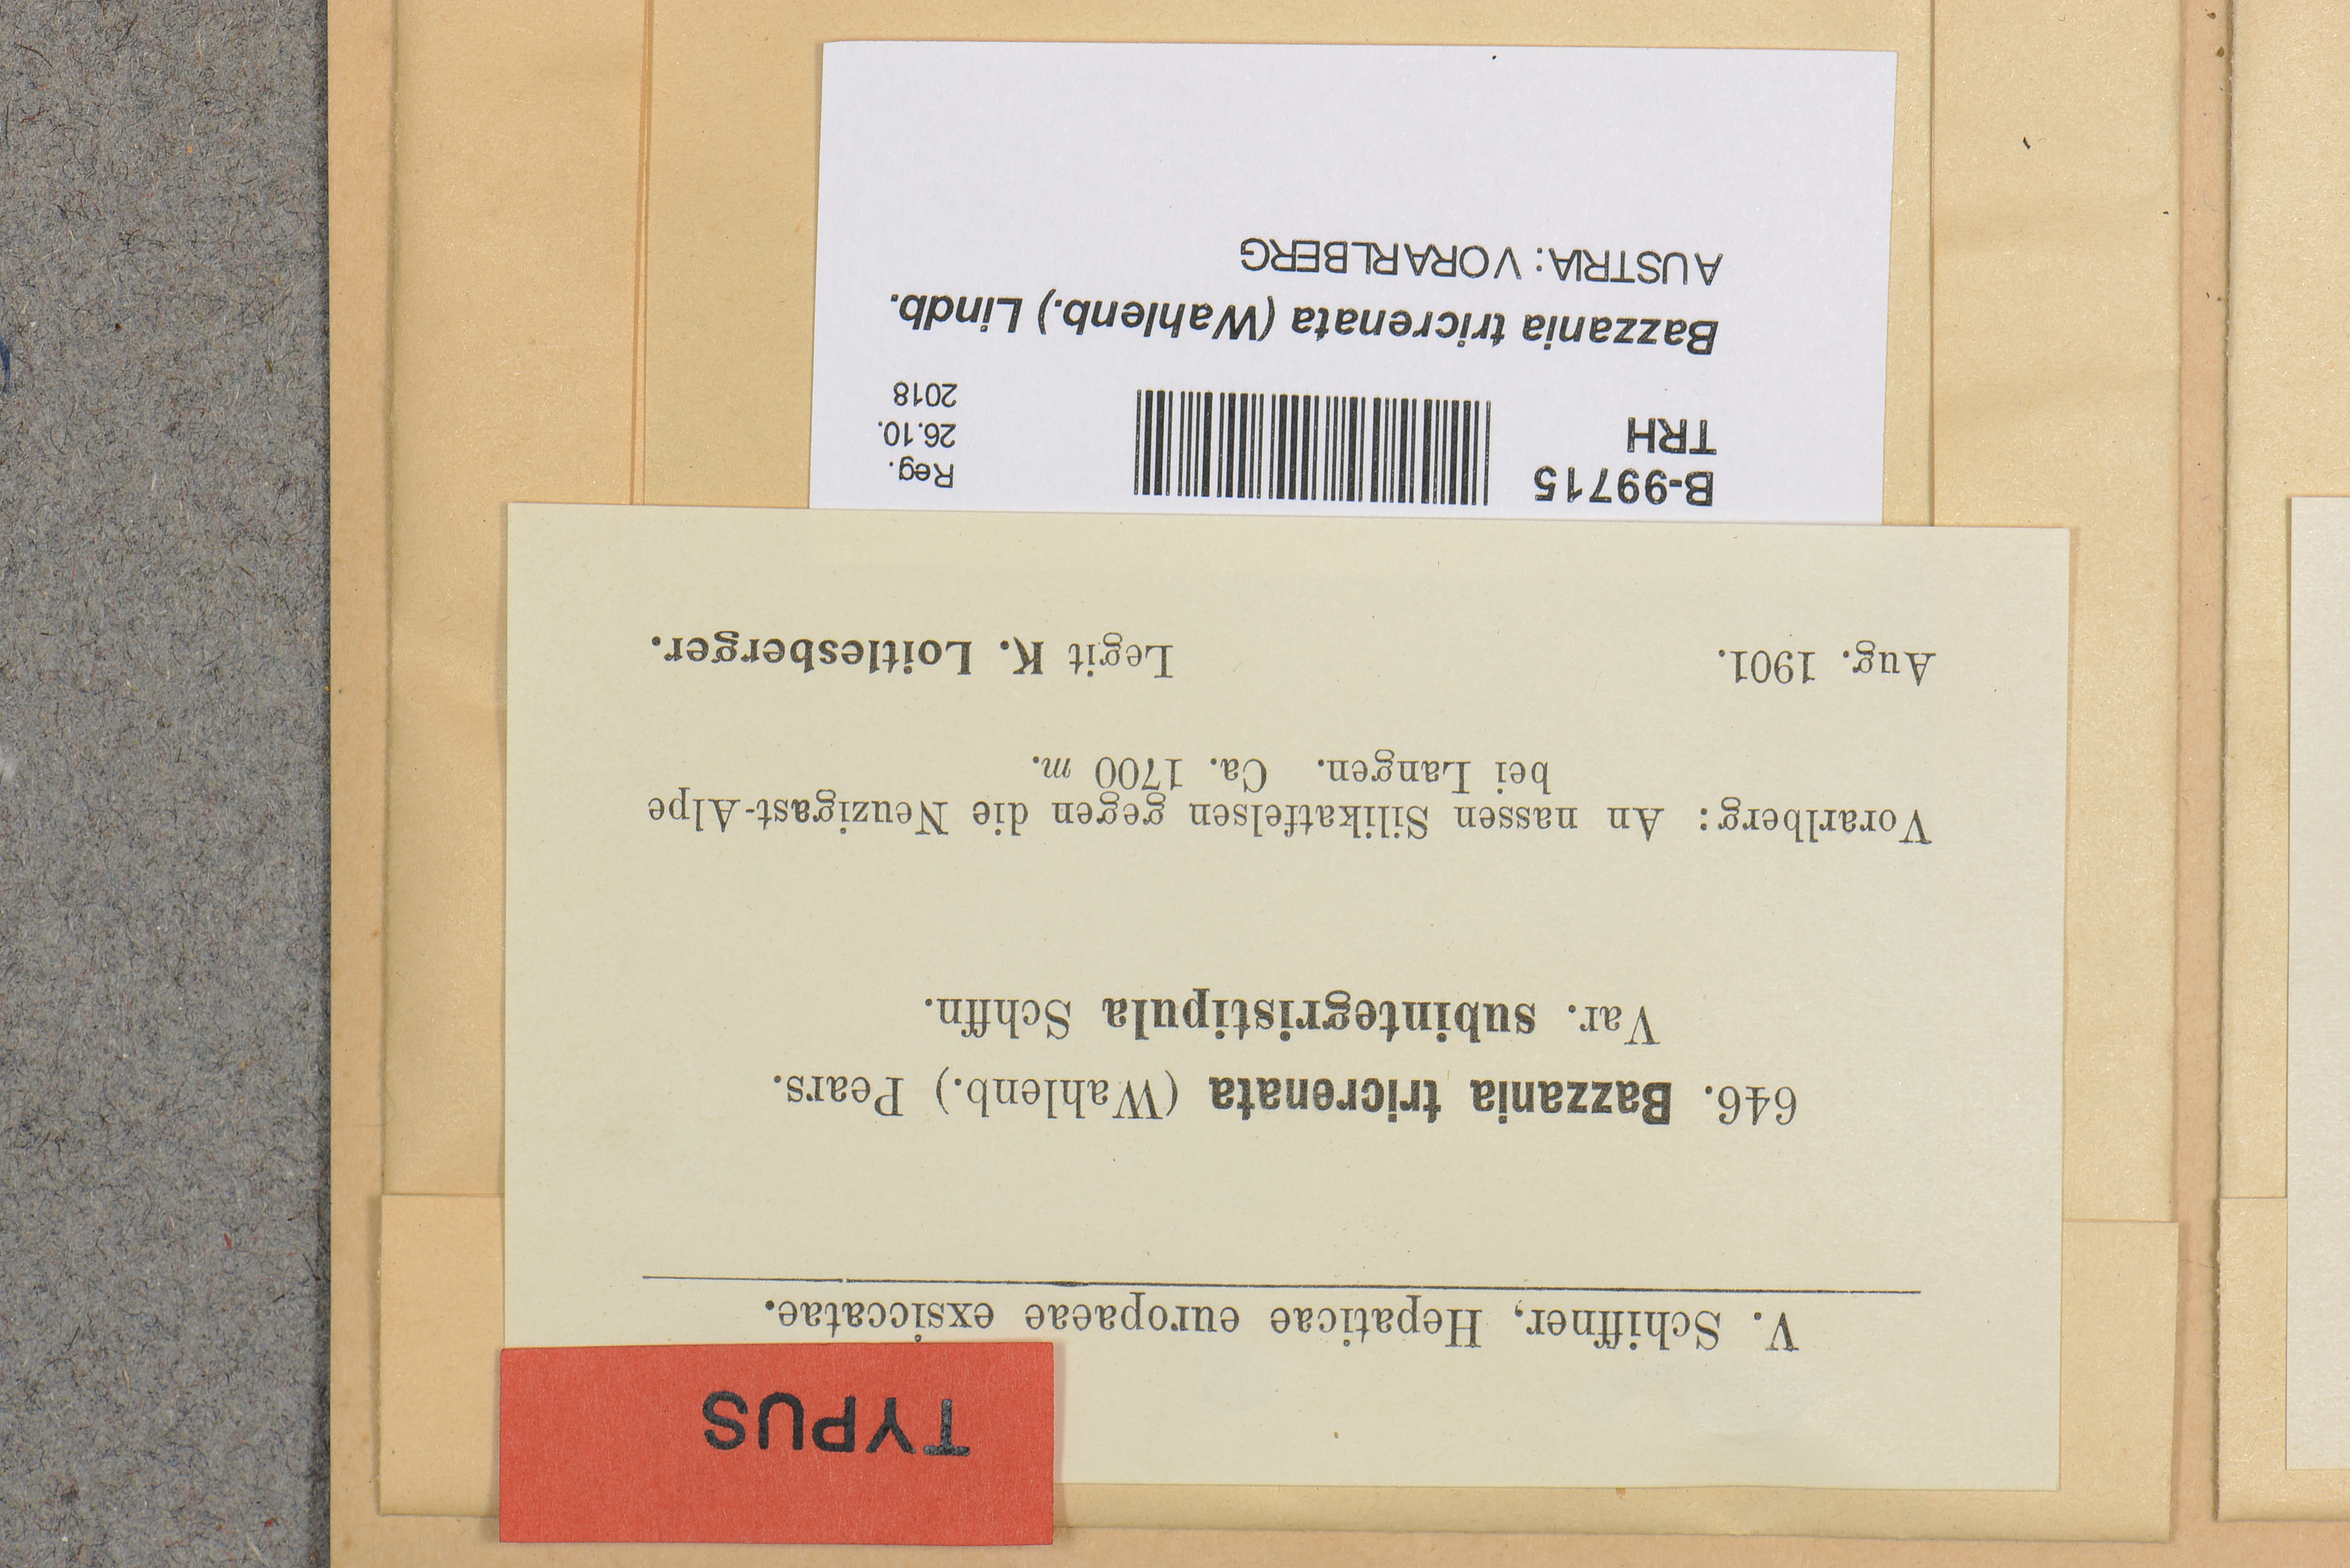 TYPUS
V. Schiffner, Hepaticae europaeae exsiccatae.
646. Bazzania tricrenata (Wahlenb.) Pears.
Var. subintegristipula Schffn.
Vorarlberg: An nassen Silikatfelsen gegen die Neuzigast-Alpe
bei Langen. Ca. 1700 m.
Aug. 1901. Legit K. Loitlesberger.
B-99715
TRH
Reg.
26.10.
2018
Bazzania tricrenata (Wahlenb.) Lindb.
AUSTRIA: VORARLBERG